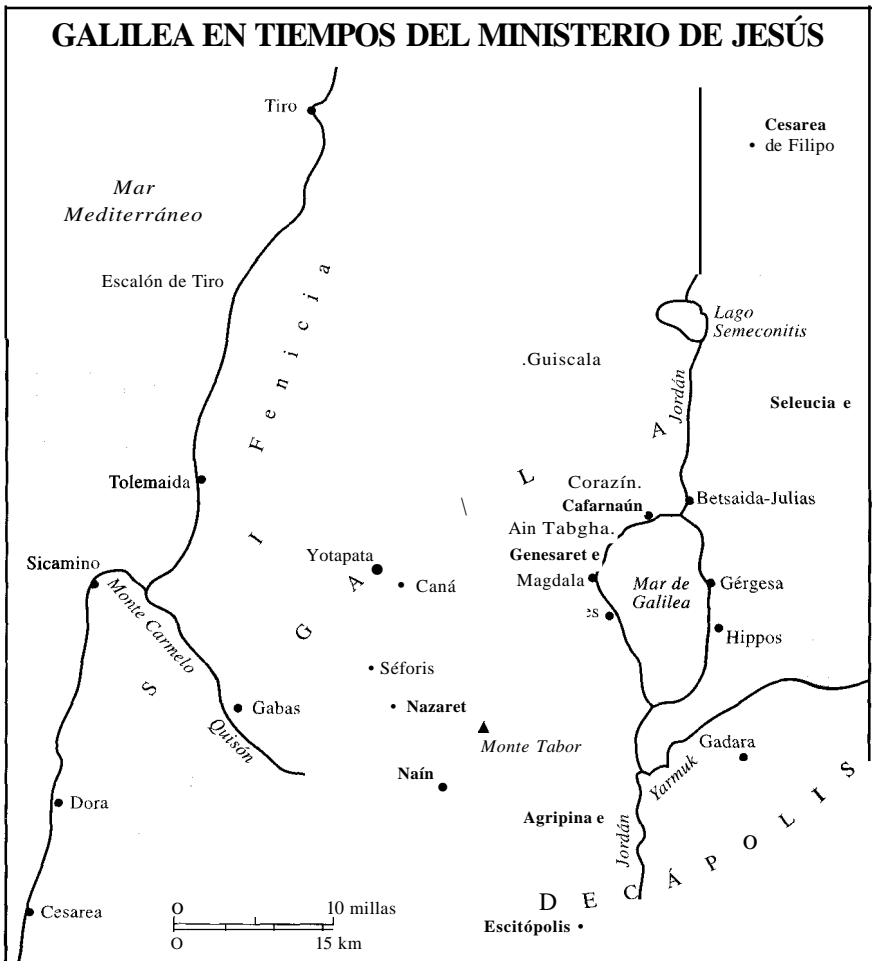 GALILEA EN TIEMPOS DEL MINISTERIO DE JESÚS
Tiro
Cesarea
• de Filipo
Mar
Mediterráneo
Escalón de Tiro
Fenicia
Lago
Semeconitis
.Guiscala
Jordán
Seleucia e
GALILEA
Tolemaida
Corazín.
Cafarnaún
Betsaida-Julias
Ain Tabgha.
Genesaret e
Yotapata
Sicamino
Caná
Magdala
Mar de
Galilea
Gérgesa
es
Hippos
Monte Carmelo
S
Séforis
Gabas
• Nazaret
Quisón
Monte Tabor
Gadara
Yarmuk
Naín
Dora
Agripina e
Jordán
DECÁPOLIS
Cesarea
O 10 millas
O 15 km
Escitópolis •